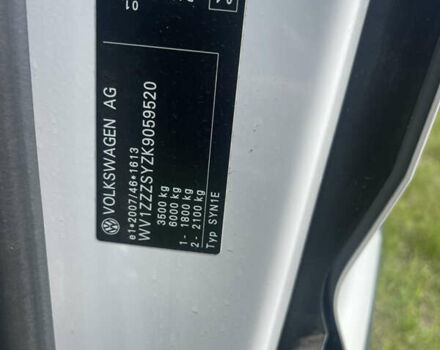 VOLKSWAGEN AG
e1*2007/46*1613
WV1ZZZSYZK9059520
3500 kg
6000 kg
1- 1800 kg
2- 2100 kg
Typ SYN1E
01